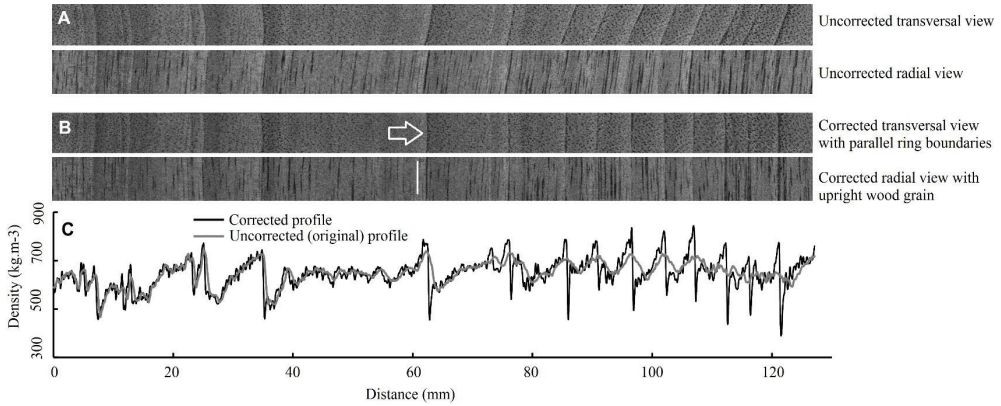 A
Uncorrected transversal view
Uncorrected radial view
B
Corrected transversal view
with parallel ring boundaries
Corrected radial view with
upright wood grain
C
Corrected profile
Uncorrected (original) profile
Density (kg.m-3)
900
700
500
300
0 20 40 60 80 100 120
Distance (mm)